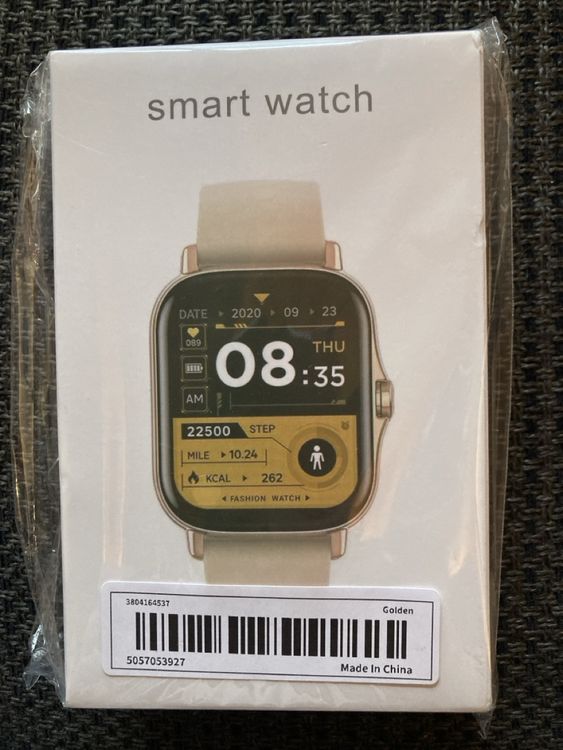 smart watch
DATE 2020 09 23
089
08:35
THU
AM
22500 STEP
MILE 10.24
KCAL 262
FASHION WATCH
3804164537 Golden
5057053927 Made In China